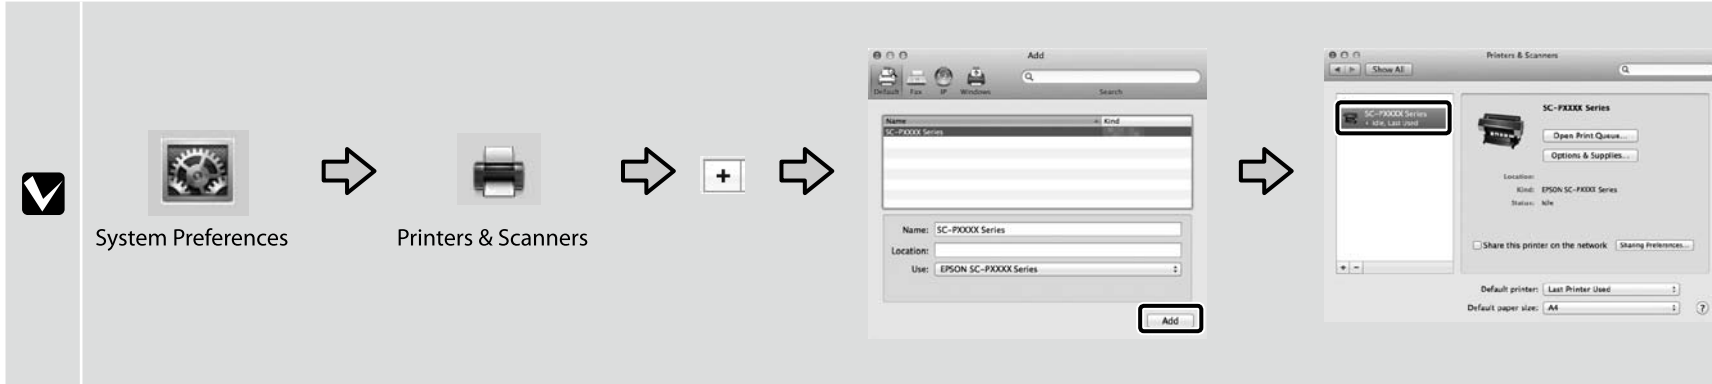 System Preferences
Printers & Scanners
+
Add
Default Fax IP Windows
Search
Name Kind
SC-PXXXX Series
Name: SC-PXXXX Series
Location:
Use: EPSON SC-PXXXX Series
Add
Printers & Scanners
Show All
SC-PXXXX Series
• Idle, Last Used
SC-PXXXX Series
Open Print Queue...
Options & Supplies...
Location:
Kind: EPSON SC-PXXXX Series
Status: Idle
Share this printer on the network Sharing Preferences...
+ −
Default printer: Last Printer Used
Default paper size: A4
?